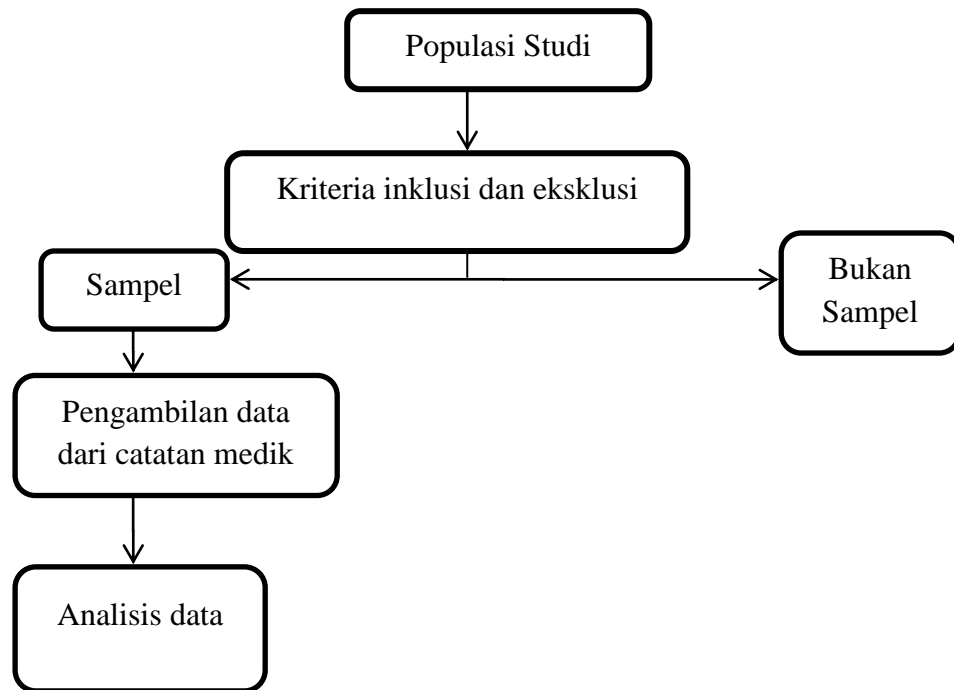 Populasi Studi
Kriteria inklusi dan eksklusi
Sampel
Bukan
Sampel
Pengambilan data
dari catatan medik
Analisis data